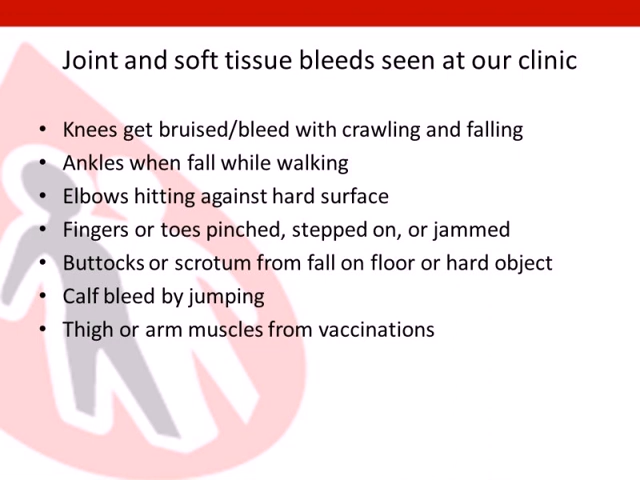 Joint and soft tissue bleeds seen at our clinic
• Knees get bruised/bleed with crawling and falling
• Ankles when fall while walking
• Elbows hitting against hard surface
• Fingers or toes pinched, stepped on, or jammed
• Buttocks or scrotum from fall on floor or hard object
• Calf bleed by jumping
• Thigh or arm muscles from vaccinations